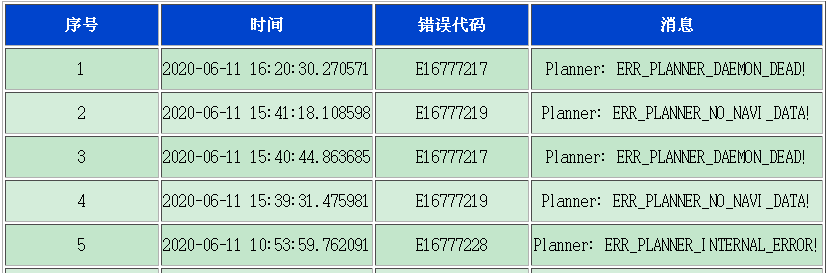 序号 时间 错误代码 消息
1 2020-06-11 16:20:30.270571 E16777217 Planner: ERR_PLANNER_DAEMON_DEAD!
2 2020-06-11 15:41:18.108598 E16777219 Planner: ERR_PLANNER_NO_NAVI_DATA!
3 2020-06-11 15:40:44.863685 E16777217 Planner: ERR_PLANNER_DAEMON_DEAD!
4 2020-06-11 15:39:31.475981 E16777219 Planner: ERR_PLANNER_NO_NAVI_DATA!
5 2020-06-11 10:53:59.762091 E16777228 Planner: ERR_PLANNER_INTERNAL_ERROR!